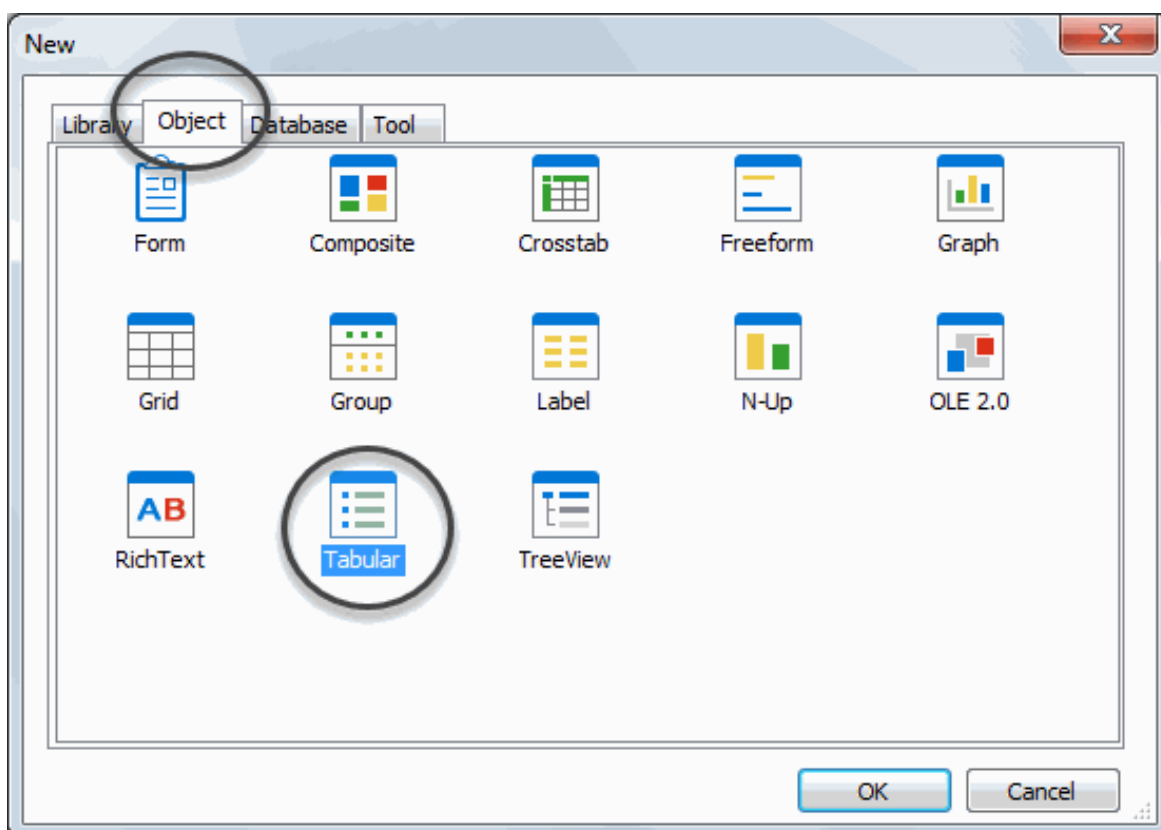 New
Library Object Database Tool
Form Composite Crosstab Freeform Graph
Grid Group Label N-Up OLE 2.0
AB
RichText Tabular TreeView
OK Cancel